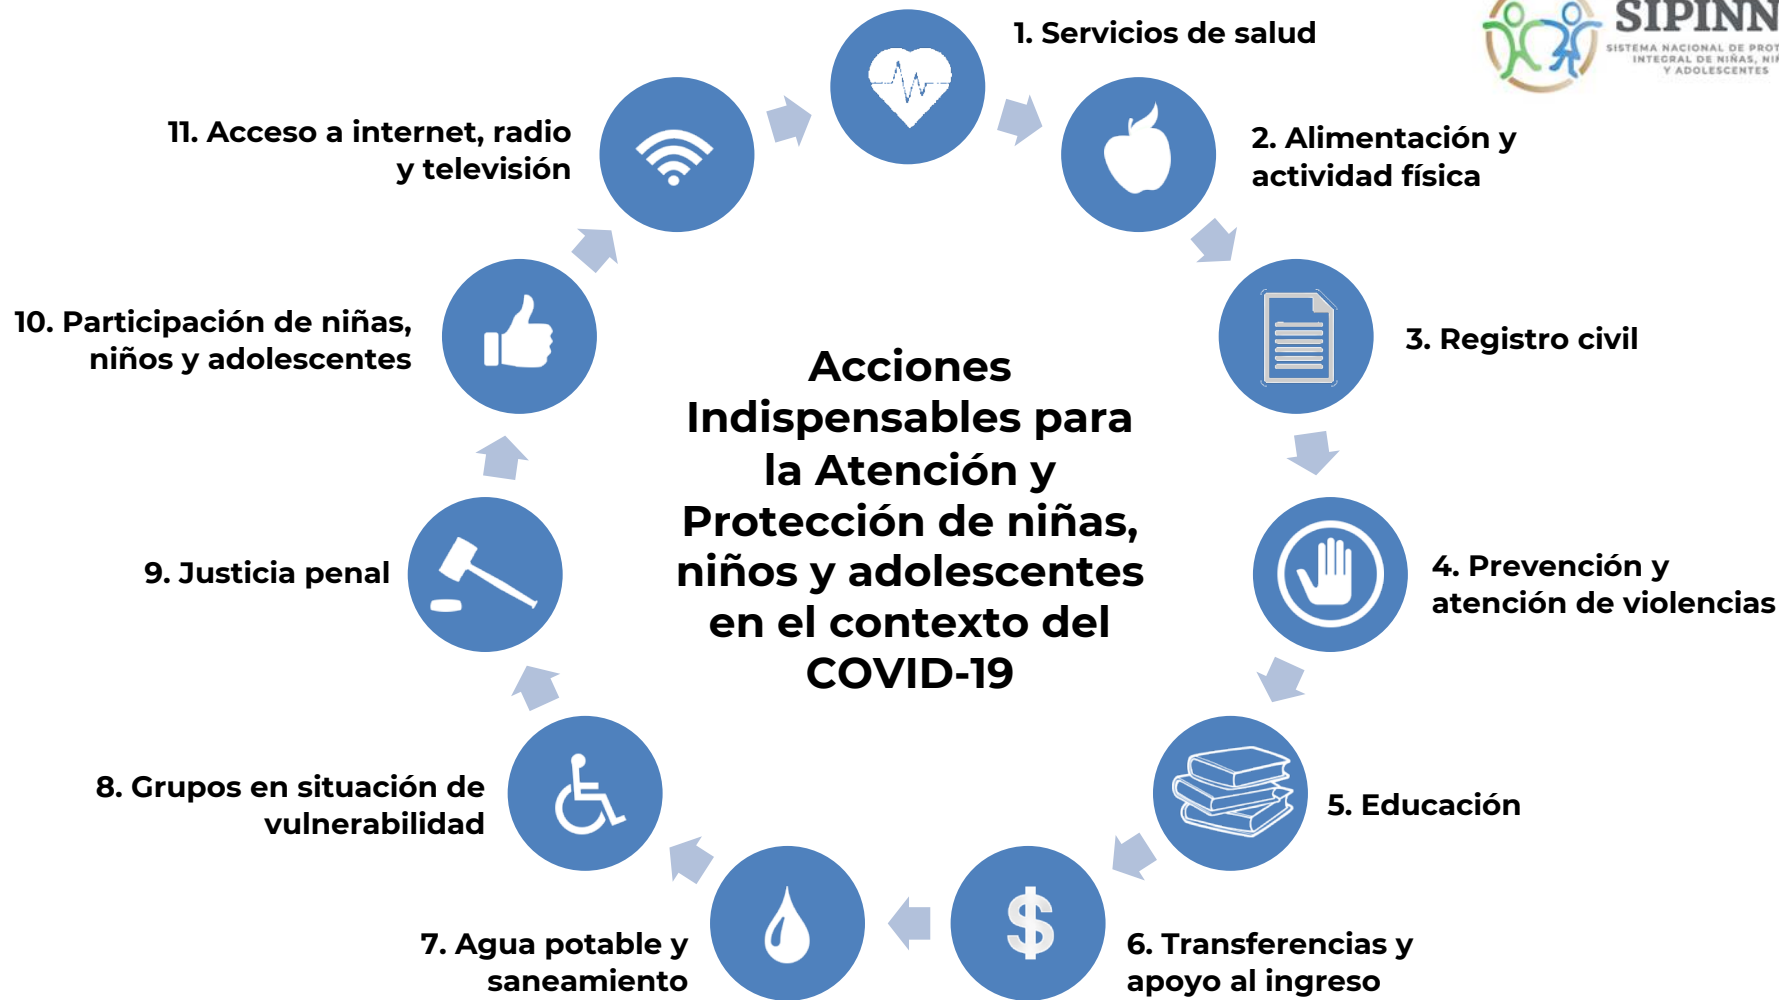 1. Servicios de salud
SIPINN
SISTEMA NACIONAL DE
INTEGRAL DE NIÑAS,
Y ADOLESCENTES
2. Alimentación y
actividad física
3. Registro civil
4. Prevención y
atención de violencias
5. Educación
6. Transferencias y
apoyo al ingreso
7. Agua potable y
saneamiento
8. Grupos en situación de
vulnerabilidad
9. Justicia penal
10. Participación de niñas,
niños y adolescentes
11. Acceso a internet, radio
y televisión
Acciones
Indispensables para
la Atención y
Protección de niñas,
niños y adolescentes
en el contexto del
COVID-19
$